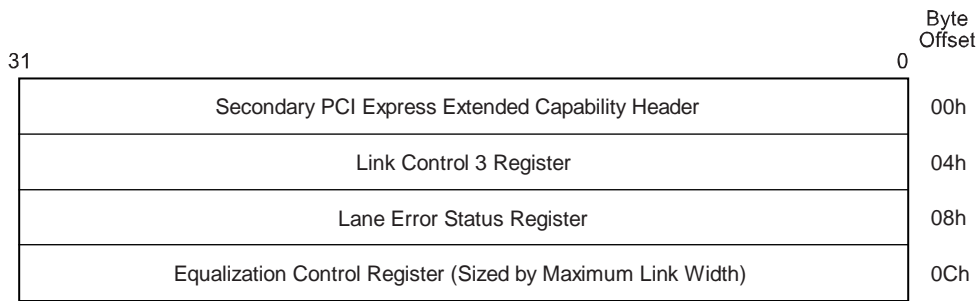 Byte
Offset
31 0
Secondary PCI Express Extended Capability Header 00h
Link Control 3 Register 04h
Lane Error Status Register 08h
Equalization Control Register (Sized by Maximum Link Width) 0Ch